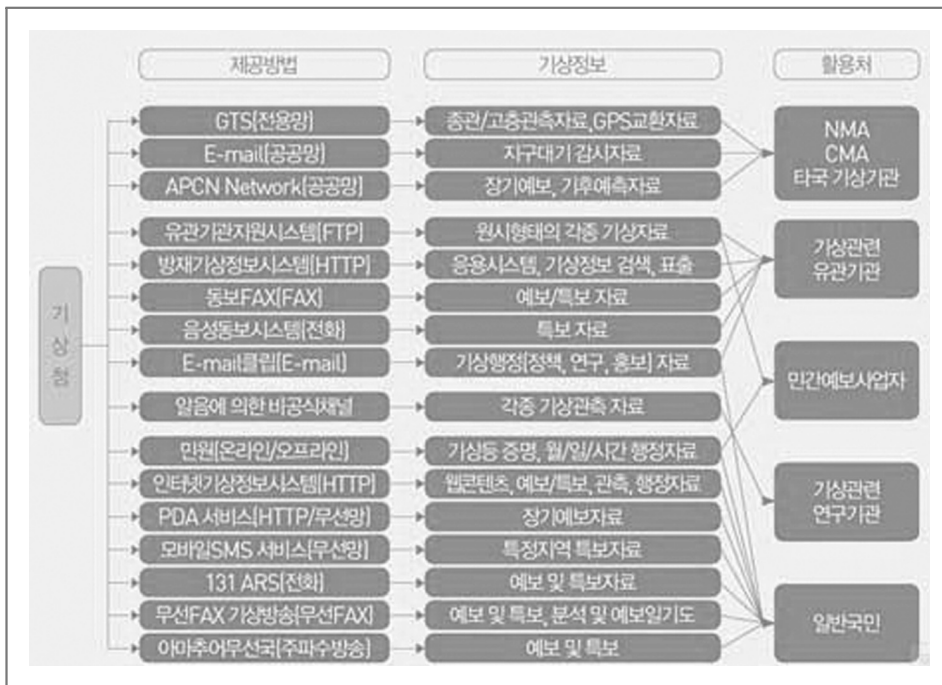 제공방법 기상정보 활용처
기상청
GTS(전용망) 종관/고층관측자료,GPS교환자료
E-mail(공공망) 지구대기 감시자료
APCN Network(공공망) 장기예보, 기후예측자료
NMA
CMA
타국 기상기관
유관기관지원시스템(FTP) 원시형태의 각종 기상자료
방재기상정보시스템(HTTP) 응용시스템, 기상정보 검색, 표출
동보FAX(FAX) 예보/특보 자료
음성동보시스템(전화) 특보 자료
E-mail클럽(E-mail) 기상행정(정책, 연구, 홍보) 자료
기상관련
유관기관
알음에 의한 비공식채널 각종 기상관측 자료
민간예보사업자
민원(온라인/오프라인) 기상등 증명, 월/일/시간 행정자료
인터넷기상정보시스템(HTTP) 웹콘텐츠, 예보/특보, 관측, 행정자료
PDA 서비스(HTTP/무선망) 장기예보자료
모바일SMS 서비스(무선망) 특정지역 특보자료
131 ARS(전화) 예보 및 특보자료
무선FAX 기상방송(무선FAX) 예보 및 특보, 분석 및 예보일기도
아마추어무선국(주파수방송) 예보 및 특보
기상관련
연구기관
일반국민